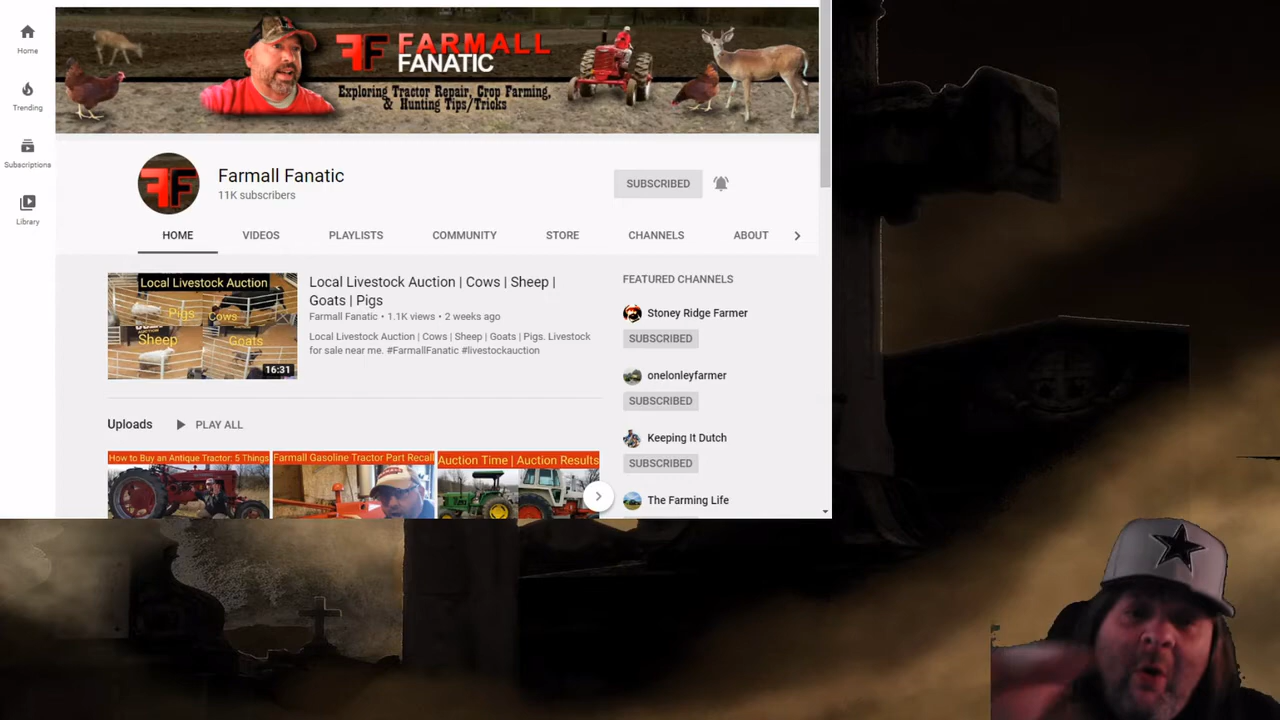 Home
Trending
Subscriptions
Library
FF FARMALL
FANATIC
Exploring Tractor Repair, Crop Farming,
& Hunting Tips/Tricks
FF
Farmall Fanatic
11K subscribers
SUBSCRIBED
HOME VIDEOS PLAYLISTS COMMUNITY STORE CHANNELS ABOUT
Local Livestock Auction
Pigs
Cows
Sheep
Goats
16:31
Local Livestock Auction | Cows | Sheep |
Goats | Pigs
Farmall Fanatic • 1.1K views • 2 weeks ago
Local Livestock Auction | Cows | Sheep | Goats | Pigs. Livestock
for sale near me. #FarmallFanatic #livestockauction
FEATURED CHANNELS
Stoney Ridge Farmer
SUBSCRIBED
onelonleyfarmer
SUBSCRIBED
Keeping It Dutch
SUBSCRIBED
The Farming Life
Uploads PLAY ALL
How to Buy an Antique Tractor: 5 Things
Farmall Gasoline Tractor Part Recall
Auction Time | Auction Results